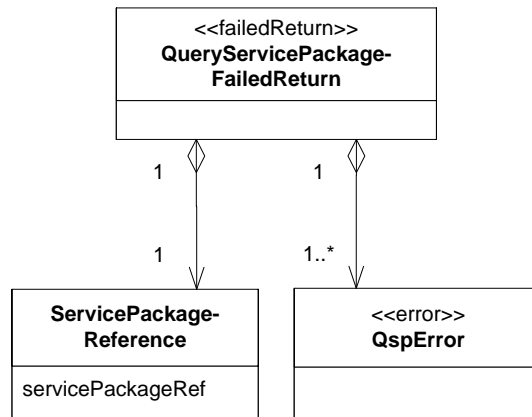 <<failedReturn>>
QueryServicePackage-
FailedReturn
1
1
1
1..*
ServicePackage-
Reference
servicePackageRef
<<error>>
QspError